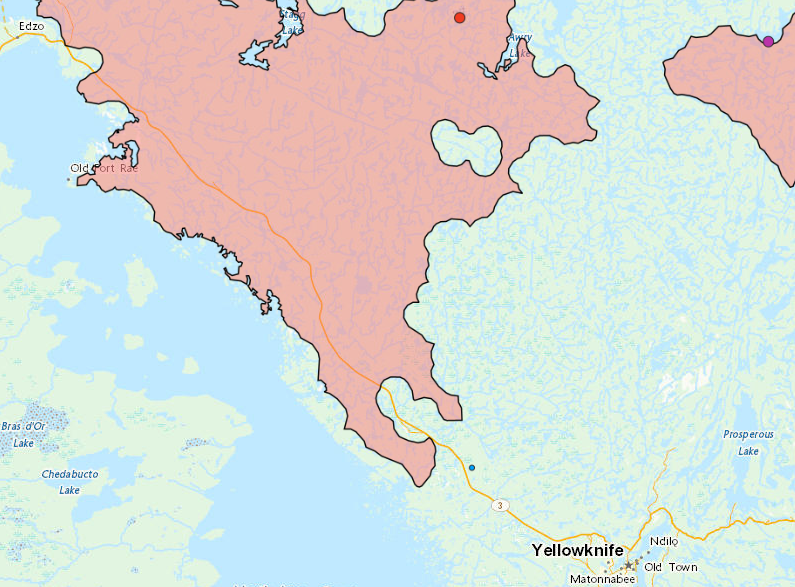 Stagg
Lake
Edzo
Awry
Lake
Old Fort Rae
Bras d'Or
Lake
Prosperous
Lake
Chedabucto
Lake
3
Yellowknife
Ndilǫ
Old Town
Matonnabee